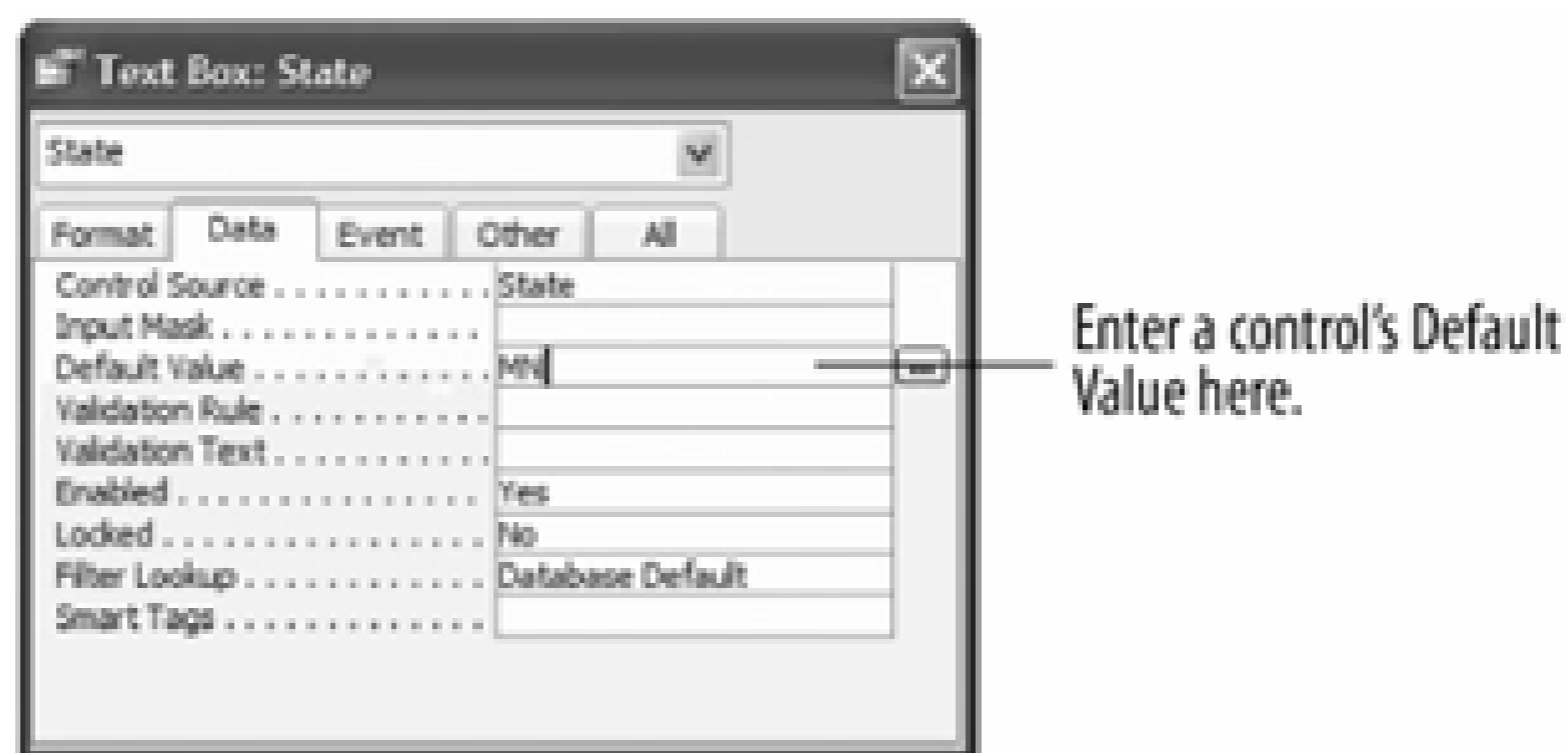 Text Box: State
State
Format Data Event Other All
Control Source . . . . . . . . . . . State
Input Mask . . . . . . . . . . . . .
Default Value . . . . . . . . . . . . MN
Enter a control's Default
Value here.
Validation Rule . . . . . . . . . . .
Validation Text . . . . . . . . . . .
Enabled . . . . . . . . . . . . . . . Yes
Locked . . . . . . . . . . . . . . . . No
Filter Lookup . . . . . . . . . . . . Database Default
Smart Tags . . . . . . . . . . . . .